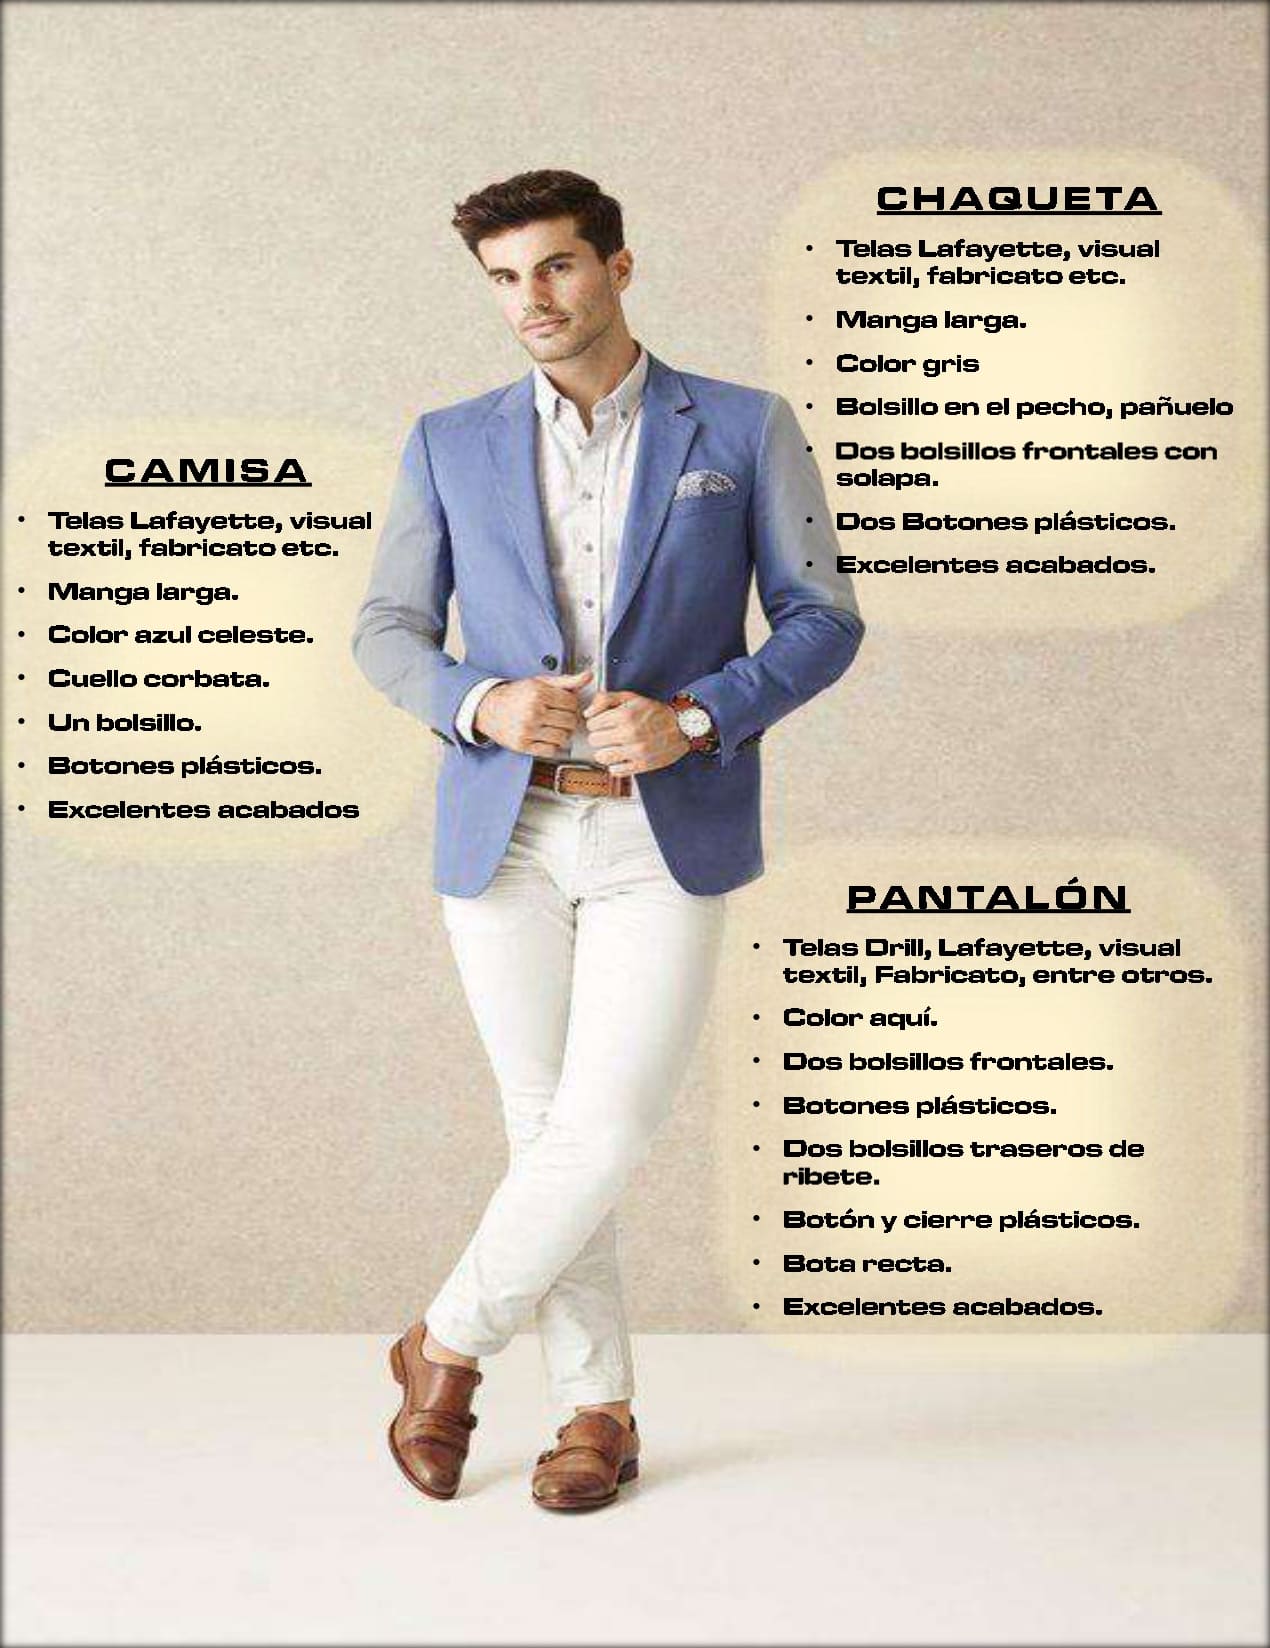 CHAQUETA
• Telas Lafayette, visual
textil, fabricato etc.
• Manga larga.
• Color gris
• Bolsillo en el pecho, pañuelo
• Dos bolsillos frontales con
solapa.
• Dos Botones plásticos.
• Excelentes acabados.
CAMISA
• Telas Lafayette, visual
textil, fabricato etc.
• Manga larga.
• Color azul celeste.
• Cuello corbata.
• Un bolsillo.
• Botones plásticos.
• Excelentes acabados
PANTALÓN
• Telas Drill, Lafayette, visual
textil, Fabricato, entre otros.
• Color aquí.
• Dos bolsillos frontales.
• Botones plásticos.
• Dos bolsillos traseros de
ribete.
• Botón y cierre plásticos.
• Bota recta.
• Excelentes acabados.